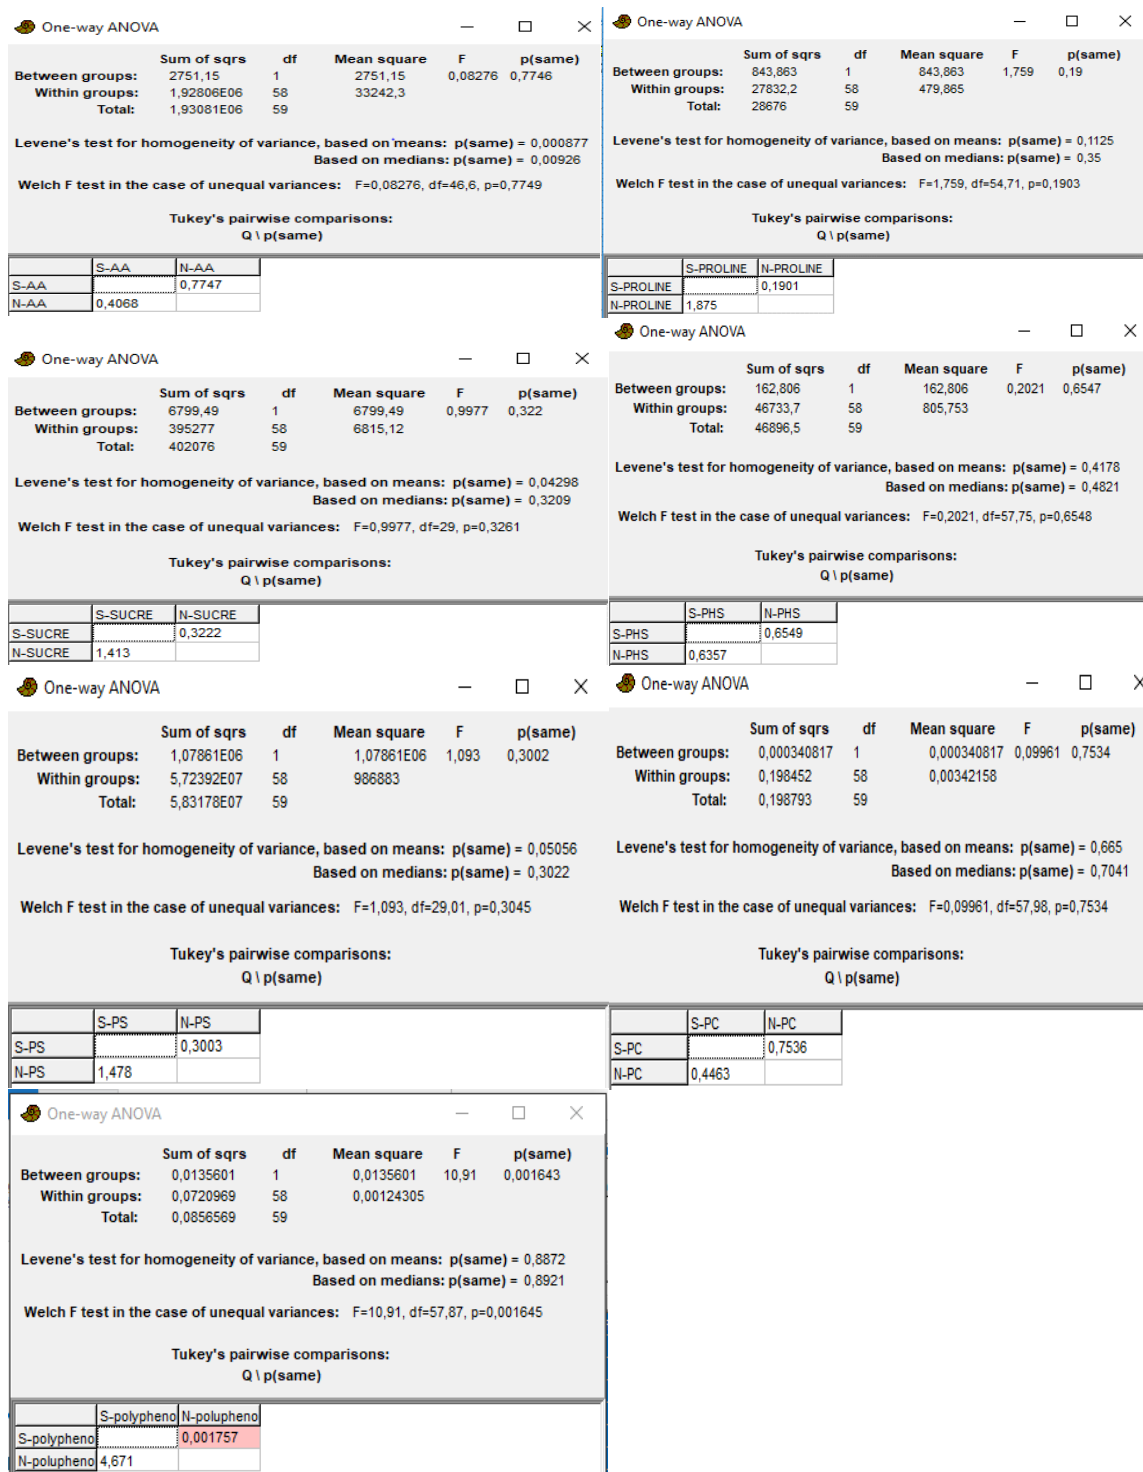 One-way ANOVA
Sum of sqrs df Mean square F p(same)
Between groups: 2751,15 1 2751,15 0,08276 0,7746
Within groups: 1,92806E06 58 33242,3
Total: 1,93081E06 59
Levene's test for homogeneity of variance, based on means: p(same) = 0,000877
Based on medians: p(same) = 0,00926
Welch F test in the case of unequal variances: F=0,08276, df=46,6, p=0,7749
Tukey's pairwise comparisons:
Q \ p(same)
S-AA N-AA
S-AA 0,7747
N-AA 0,4068
One-way ANOVA
Sum of sqrs df Mean square F p(same)
Between groups: 843,863 1 843,863 1,759 0,19
Within groups: 27832,2 58 479,865
Total: 28676 59
Levene's test for homogeneity of variance, based on means: p(same) = 0,1125
Based on medians: p(same) = 0,35
Welch F test in the case of unequal variances: F=1,759, df=54,71, p=0,1903
Tukey's pairwise comparisons:
Q \ p(same)
S-PROLINE N-PROLINE
S-PROLINE 0,1901
N-PROLINE 1,875
One-way ANOVA
Sum of sqrs df Mean square F p(same)
Between groups: 6799,49 1 6799,49 0,9977 0,322
Within groups: 395277 58 6815,12
Total: 402076 59
Levene's test for homogeneity of variance, based on means: p(same) = 0,04298
Based on medians: p(same) = 0,3209
Welch F test in the case of unequal variances: F=0,9977, df=29, p=0,3261
Tukey's pairwise comparisons:
Q \ p(same)
S-SUCRE N-SUCRE
S-SUCRE 0,3222
N-SUCRE 1,413
One-way ANOVA
Sum of sqrs df Mean square F p(same)
Between groups: 162,806 1 162,806 0,2021 0,6547
Within groups: 46733,7 58 805,753
Total: 46896,5 59
Levene's test for homogeneity of variance, based on means: p(same) = 0,4178
Based on medians: p(same) = 0,4821
Welch F test in the case of unequal variances: F=0,2021, df=57,75, p=0,6548
Tukey's pairwise comparisons:
Q \ p(same)
S-PHS N-PHS
S-PHS 0,6549
N-PHS 0,6357
One-way ANOVA
Sum of sqrs df Mean square F p(same)
Between groups: 1,07861E06 1 1,07861E06 1,093 0,3002
Within groups: 5,72392E07 58 986883
Total: 5,83178E07 59
Levene's test for homogeneity of variance, based on means: p(same) = 0,05056
Based on medians: p(same) = 0,3022
Welch F test in the case of unequal variances: F=1,093, df=29,01, p=0,3045
Tukey's pairwise comparisons:
Q \ p(same)
S-PS N-PS
S-PS 0,3003
N-PS 1,478
One-way ANOVA
Sum of sqrs df Mean square F p(same)
Between groups: 0,000340817 1 0,000340817 0,09961 0,7534
Within groups: 0,198452 58 0,00342158
Total: 0,198793 59
Levene's test for homogeneity of variance, based on means: p(same) = 0,665
Based on medians: p(same) = 0,7041
Welch F test in the case of unequal variances: F=0,09961, df=57,98, p=0,7534
Tukey's pairwise comparisons:
Q \ p(same)
S-PC N-PC
S-PC 0,7536
N-PC 0,4463
One-way ANOVA
Sum of sqrs df Mean square F p(same)
Between groups: 0,0135601 1 0,0135601 10,91 0,001643
Within groups: 0,0720969 58 0,00124305
Total: 0,0856569 59
Levene's test for homogeneity of variance, based on means: p(same) = 0,8872
Based on medians: p(same) = 0,8921
Welch F test in the case of unequal variances: F=10,91, df=57,87, p=0,001645
Tukey's pairwise comparisons:
Q \ p(same)
S-polypheno N-polupheno
S-polypheno 0,001757
N-polupheno 4,671